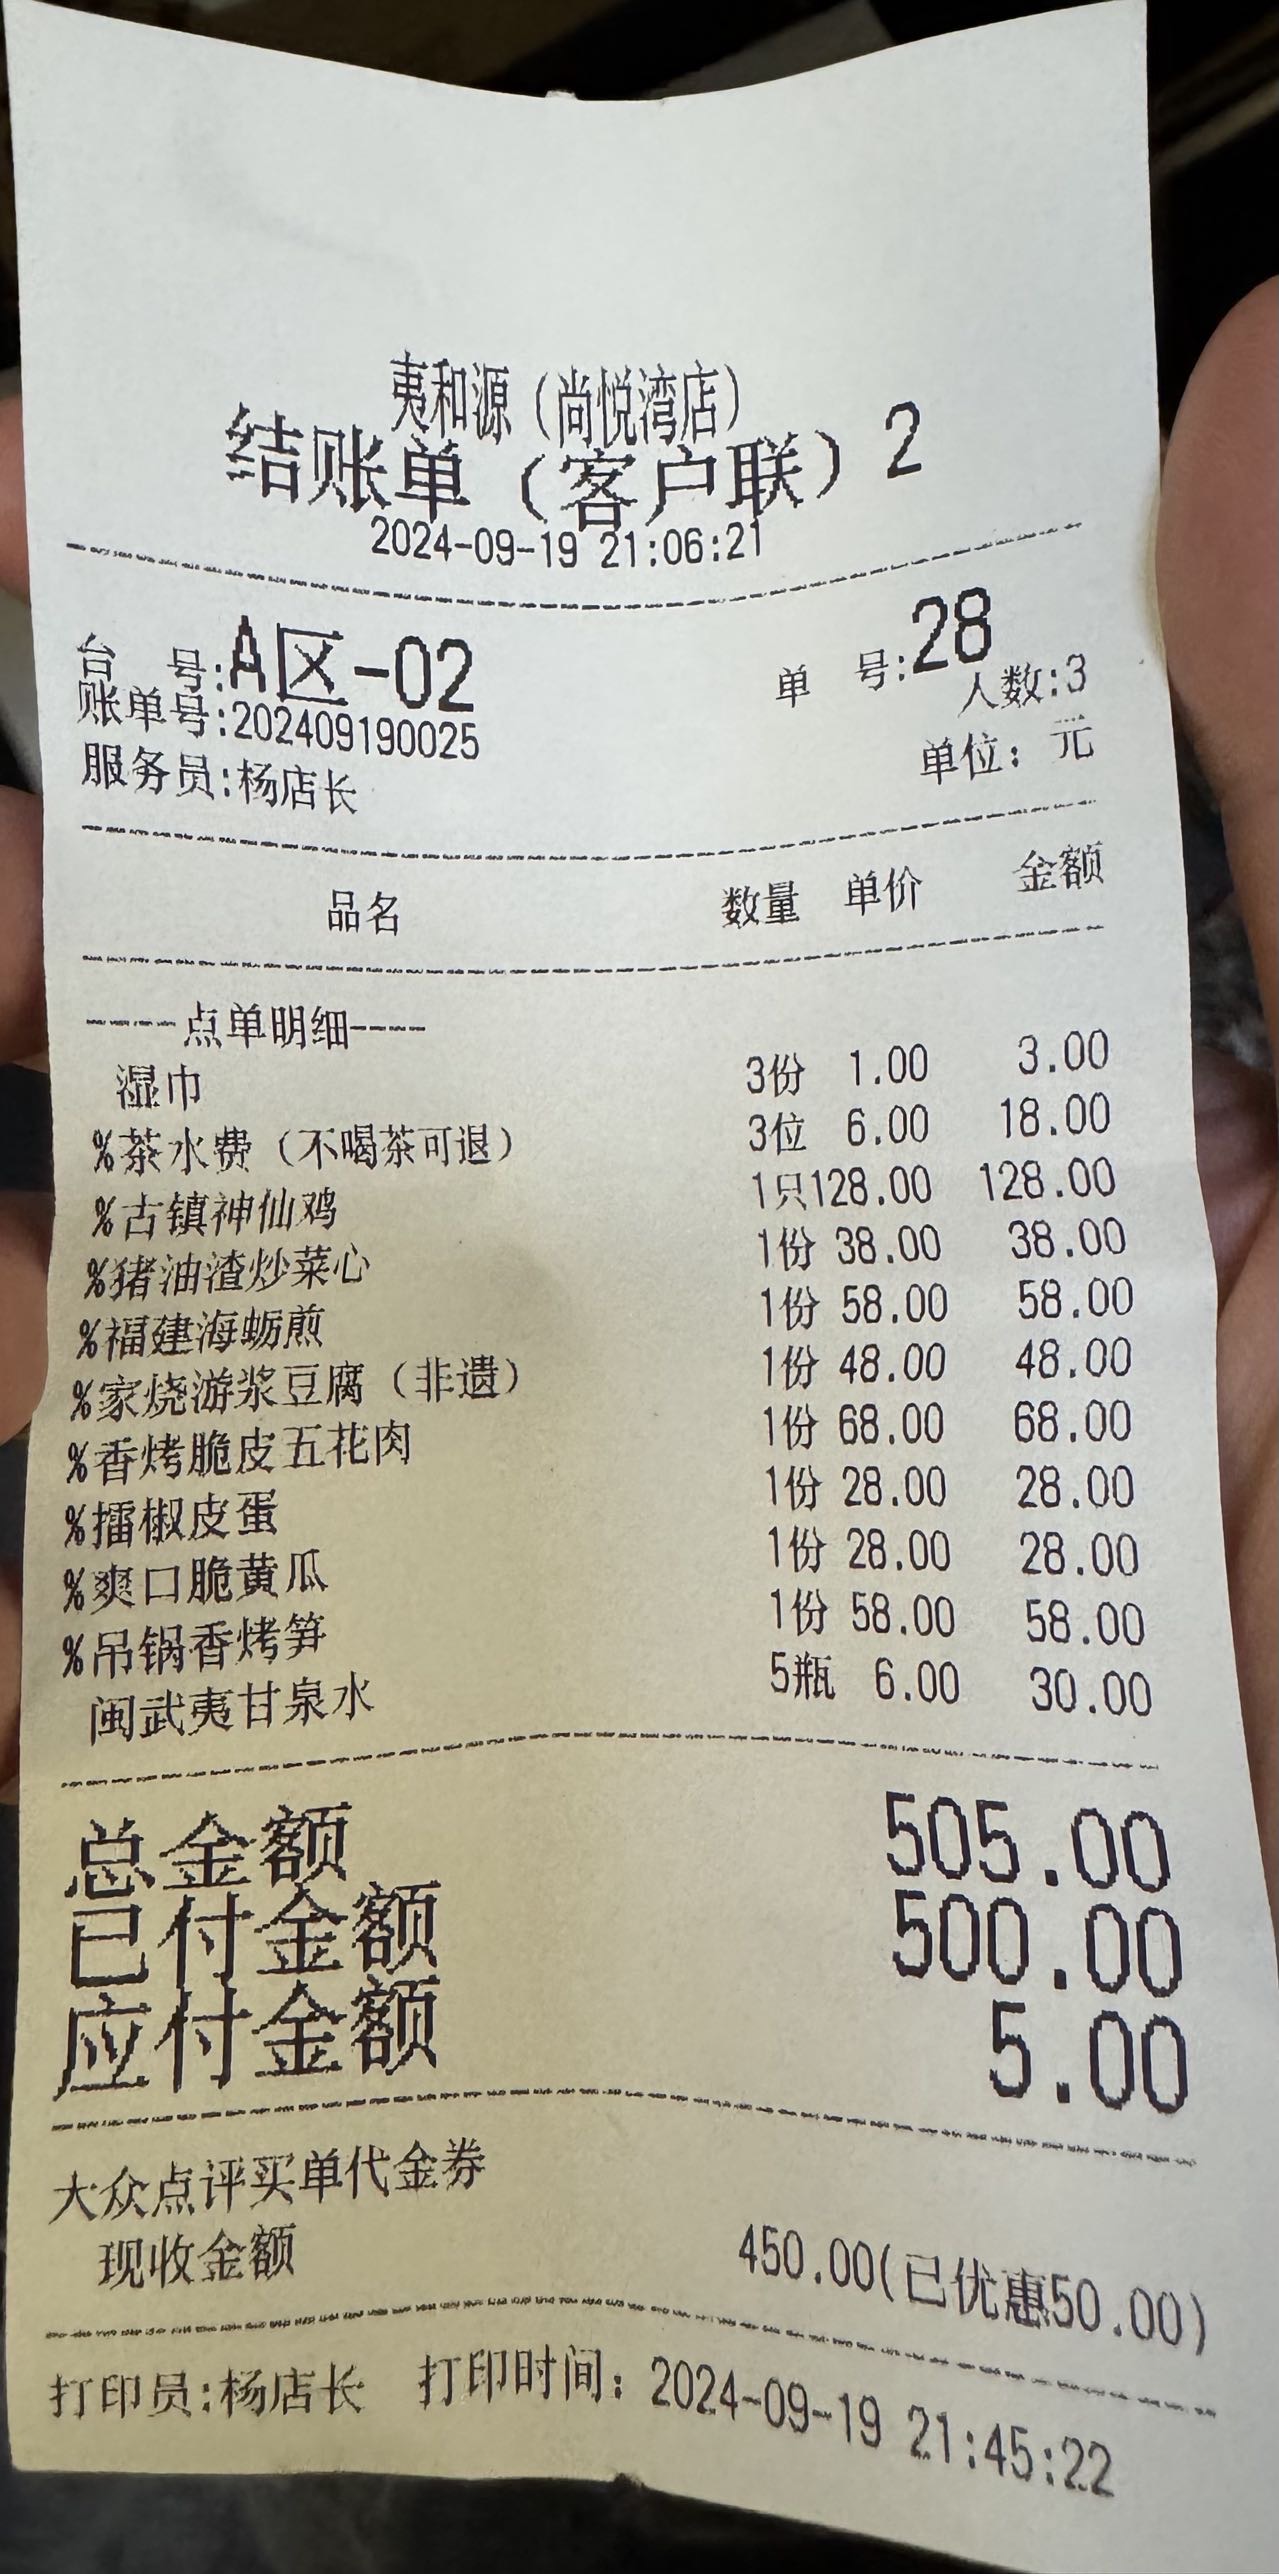 夷和源（尚悦湾店）
结账单（客户联）2
2024-09-19 21:06:21
台 号:A区-02 单 号:28
账单号:202409190025 人数:3
服务员:杨店长 单位：元
品名 数量 单价 金额
----点单明细----
湿巾 3份 1.00 3.00
%茶水费（不喝茶可退） 3位 6.00 18.00
%古镇神仙鸡 1只128.00 128.00
%猪油渣炒菜心 1份 38.00 38.00
%福建海蛎煎 1份 58.00 58.00
%家烧游浆豆腐（非遗） 1份 48.00 48.00
%香烤脆皮五花肉 1份 68.00 68.00
%擂椒皮蛋 1份 28.00 28.00
%爽口脆黄瓜 1份 28.00 28.00
%吊锅香烤笋 1份 58.00 58.00
闽武夷甘泉水 5瓶 6.00 30.00
总金额 505.00
已付金额 500.00
应付金额 5.00
大众点评买单代金券
现收金额 450.00(已优惠50.00)
打印员:杨店长 打印时间：2024-09-19 21:45:22